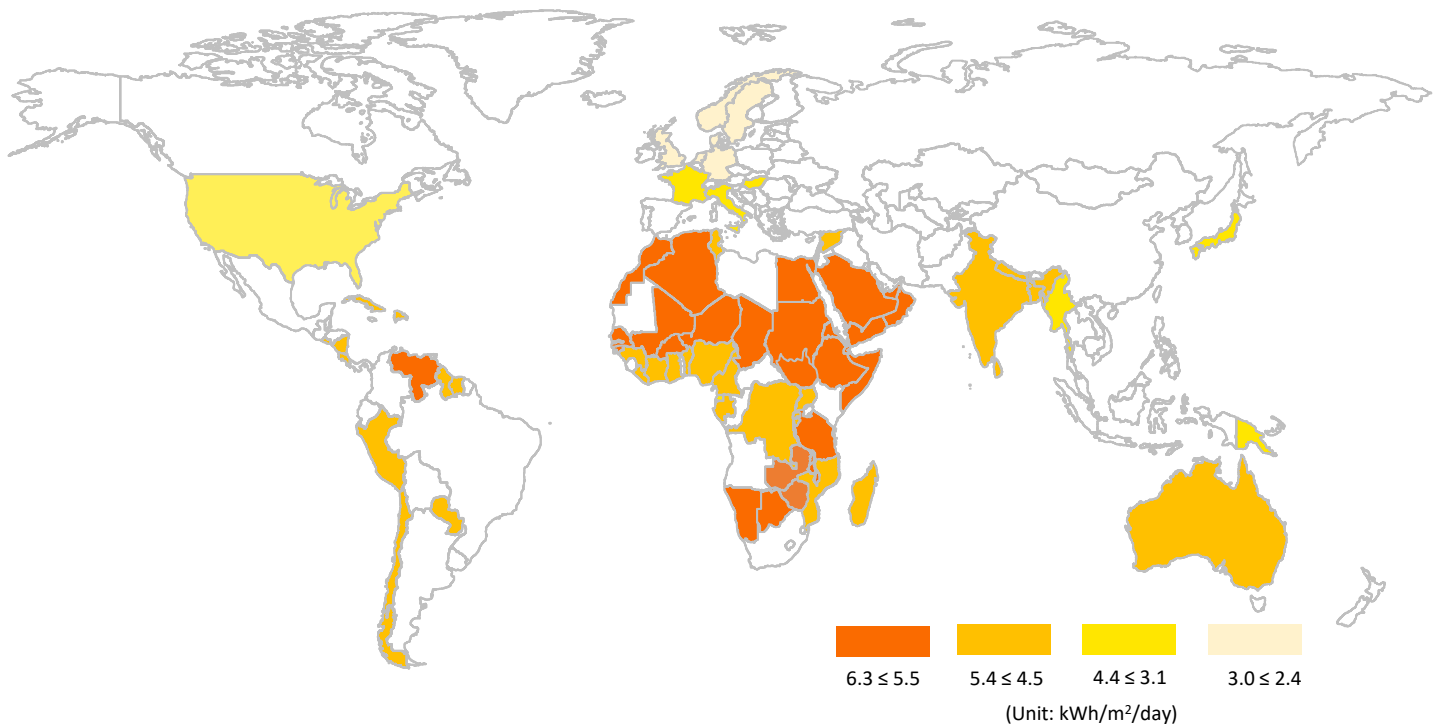 6.3 ≤ 5.5
5.4 ≤ 4.5
4.4 ≤ 3.1
3.0 ≤ 2.4
(Unit: kWh/m²/day)